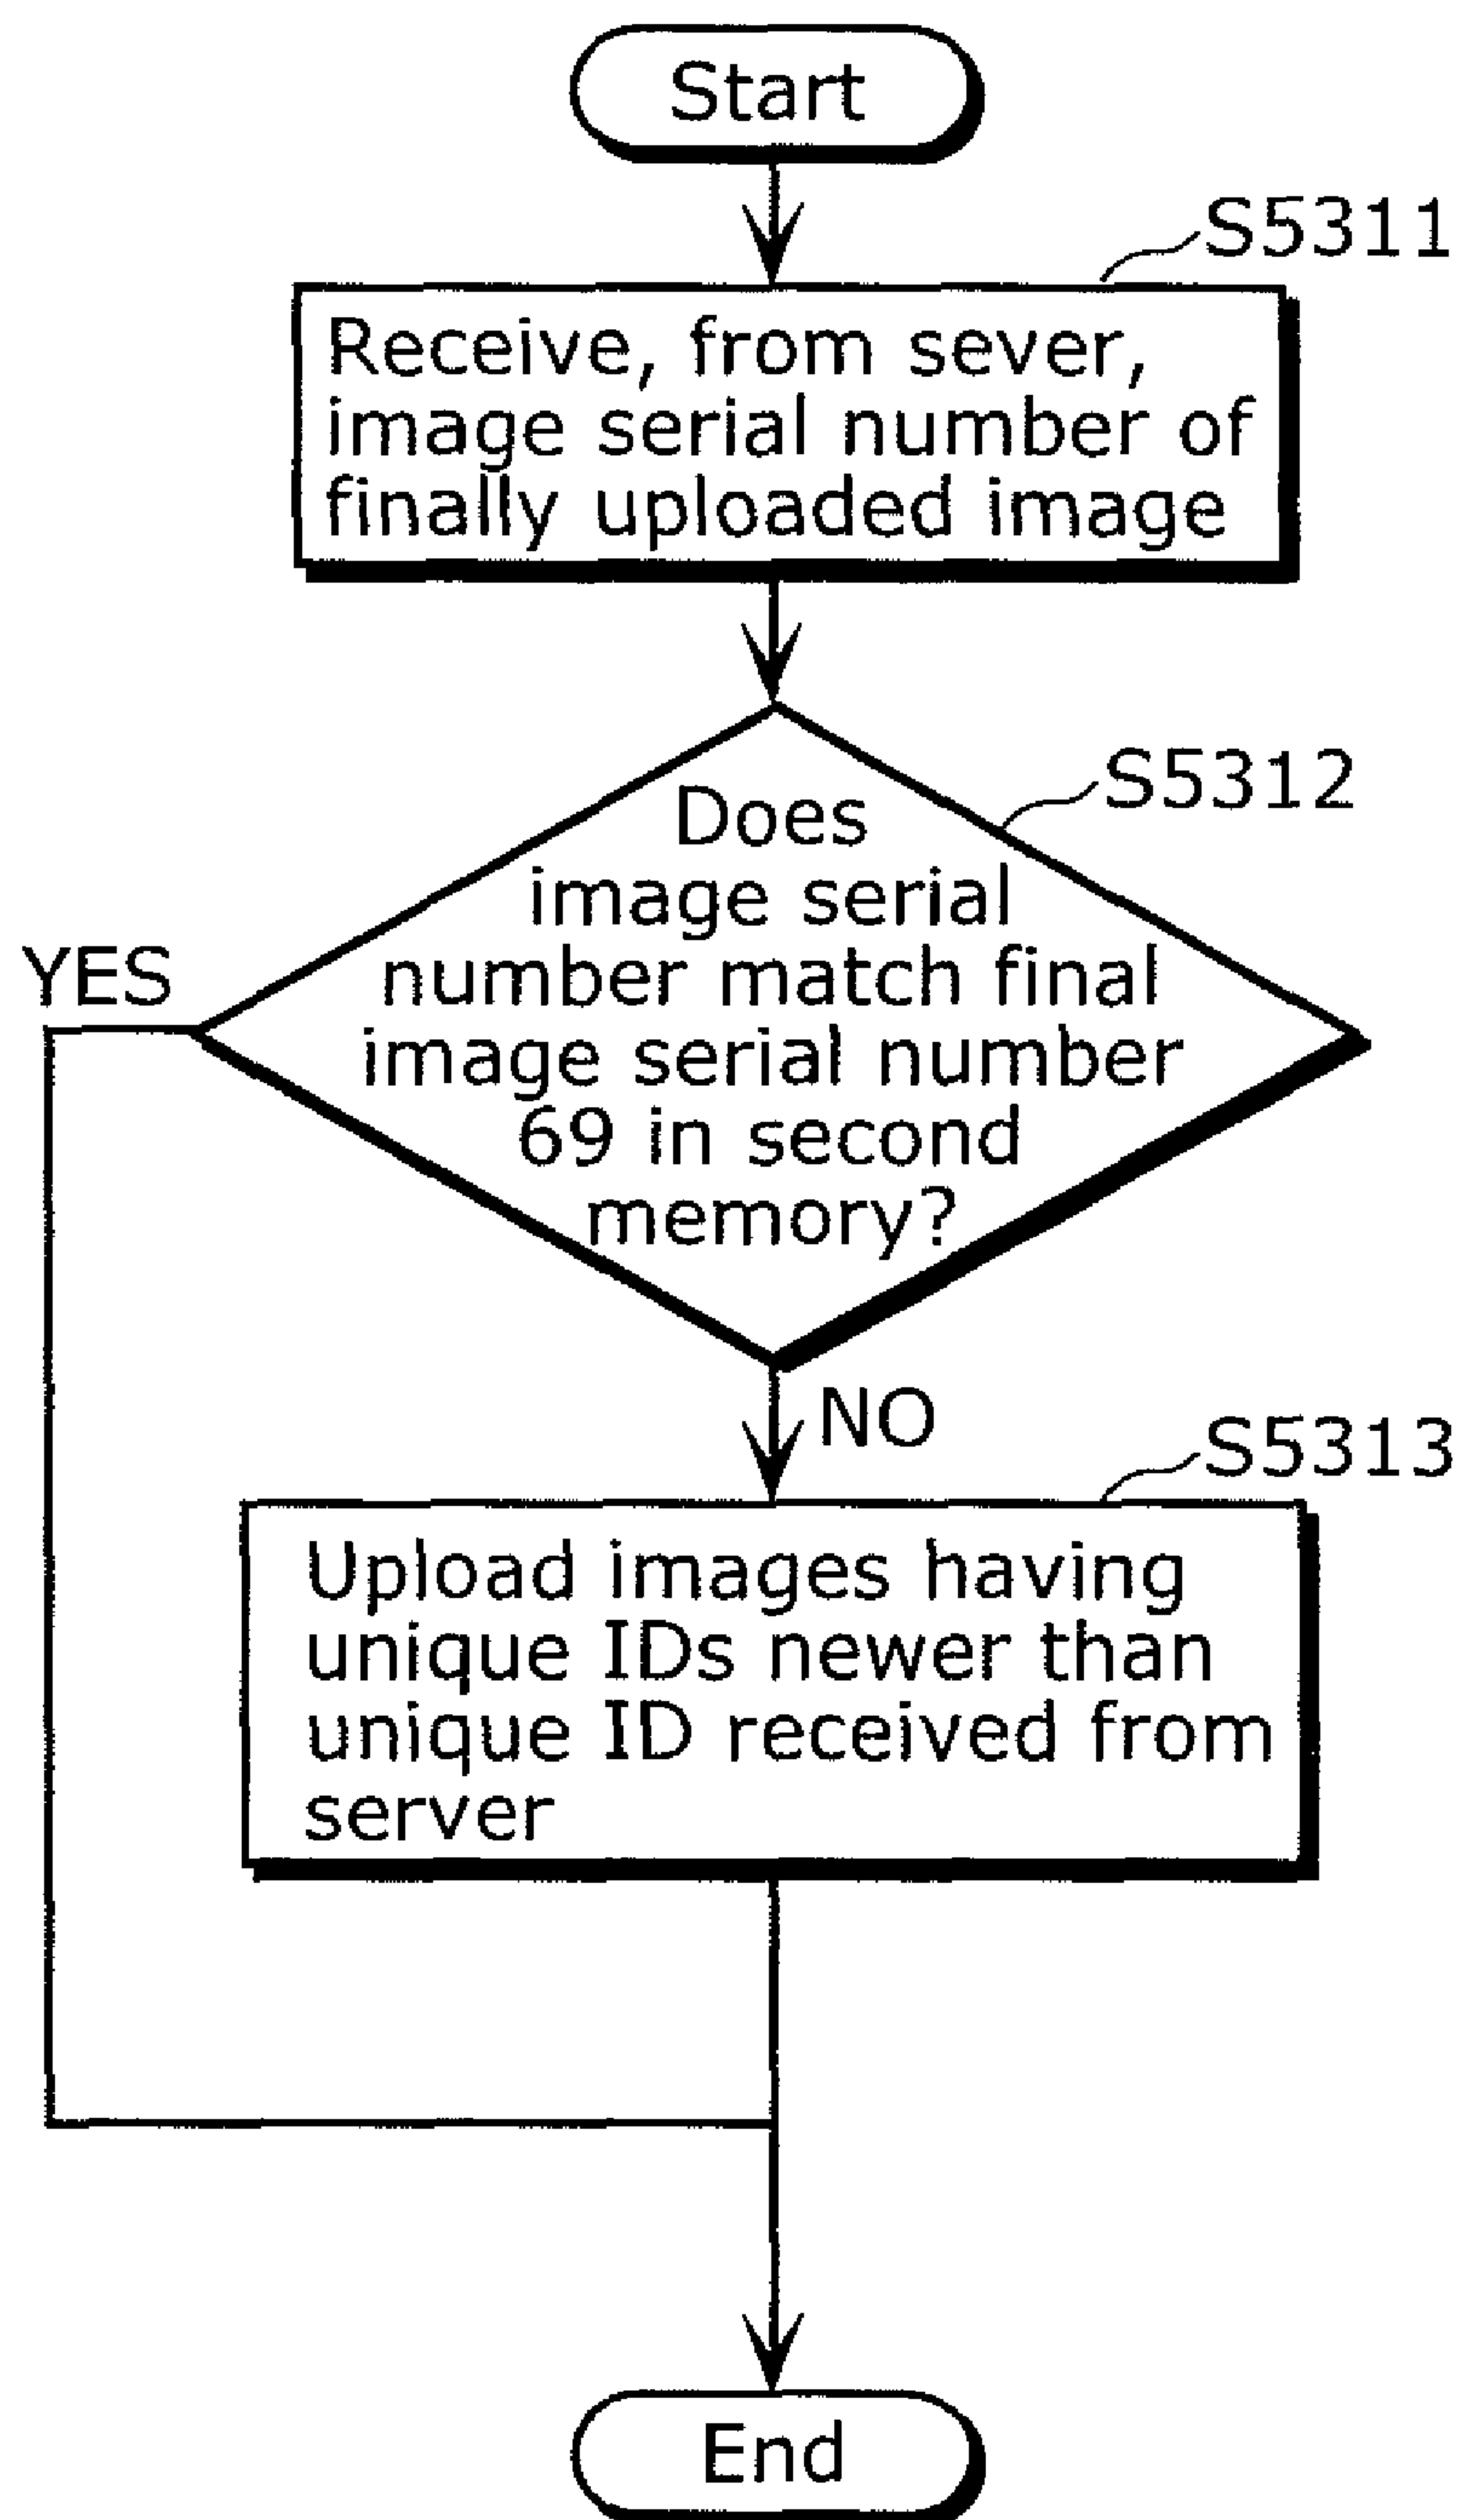 Start
S5311
Receive, from sever,
image serial number of
finally uploaded image
S5312
Does
image serial
number match final
image serial number
69 in second
memory?
YES
NO
S5313
Upload images having
unique IDs newer than
unique ID received from
server
End